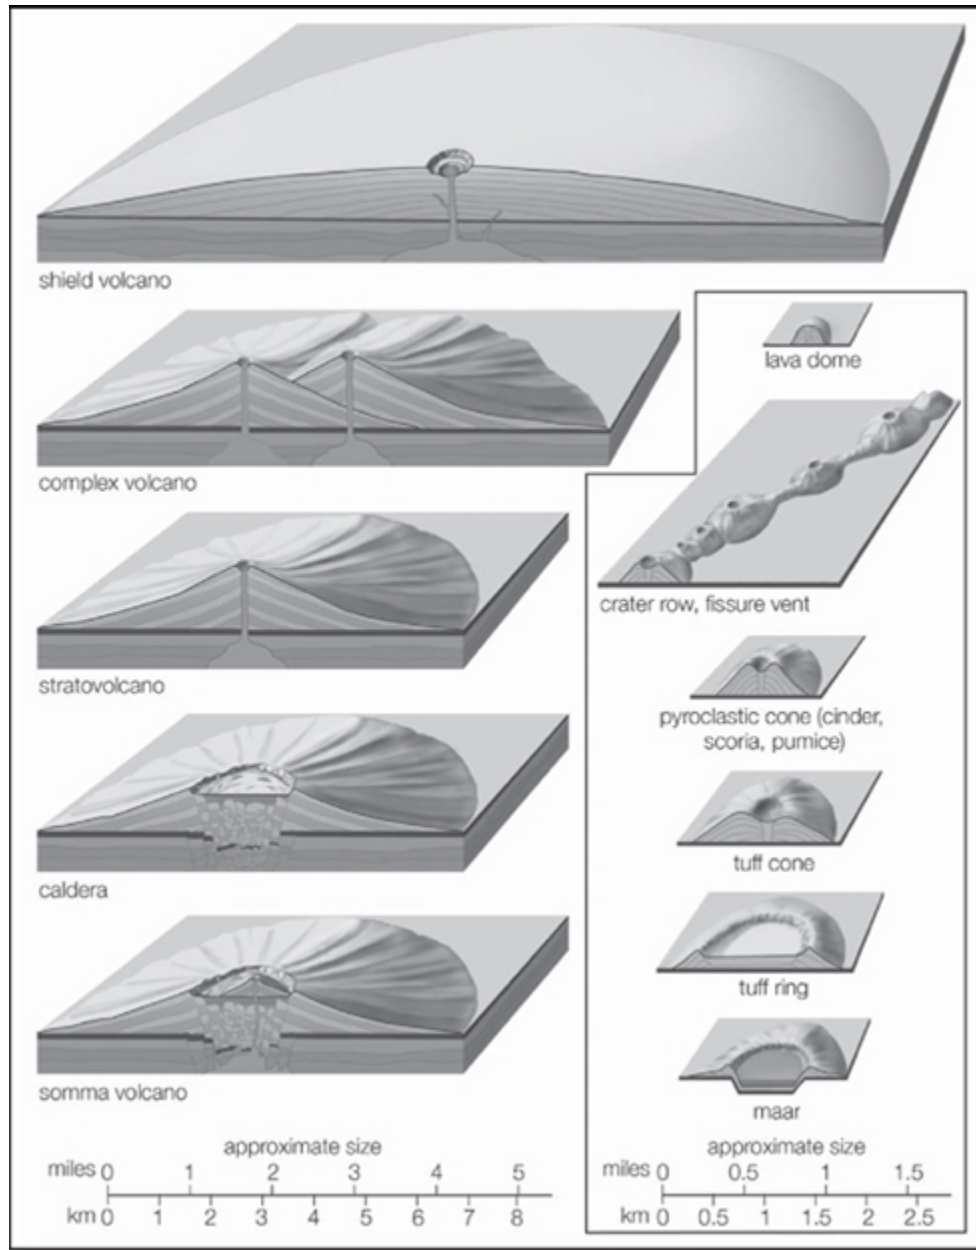 shield volcano
complex volcano
stratovolcano
caldera
somma volcano
approximate size
miles 0 1 2 3 4 5
km 0 1 2 3 4 5 6 7 8
lava dome
crater row, fissure vent
pyroclastic cone (cinder,
scoria, pumice)
tuff cone
tuff ring
maar
approximate size
miles 0 0.5 1 1.5
km 0 0.5 1 1.5 2 2.5